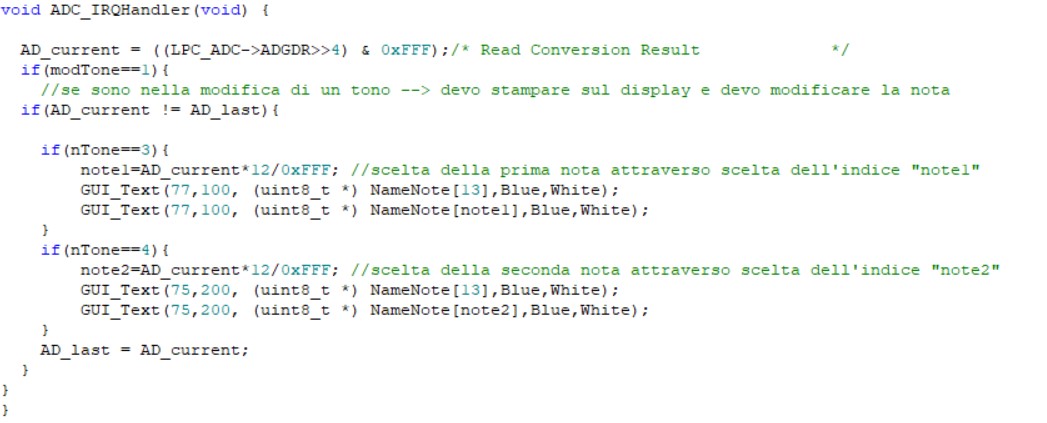 void ADC_IRQHandler(void) {
AD_current = ((LPC_ADC->ADGDR>>4) & 0xFFF);/* Read Conversion Result */
if(modTone==1){
//se sono nella modifica di un tono --> devo stampare sul display e devo modificare la nota
if(AD_current != AD_last){
if(nTone==3){
note1=AD_current*12/0xFFF; //scelta della prima nota attraverso scelta dell'indice "note1"
GUI_Text(77,100, (uint8_t *) NameNote[13],Blue,White);
GUI_Text(77,100, (uint8_t *) NameNote[note1],Blue,White);
}
if(nTone==4){
note2=AD_current*12/0xFFF; //scelta della seconda nota attraverso scelta dell'indice "note2"
GUI_Text(75,200, (uint8_t *) NameNote[13],Blue,White);
GUI_Text(75,200, (uint8_t *) NameNote[note2],Blue,White);
}
AD_last = AD_current;
}
}
}